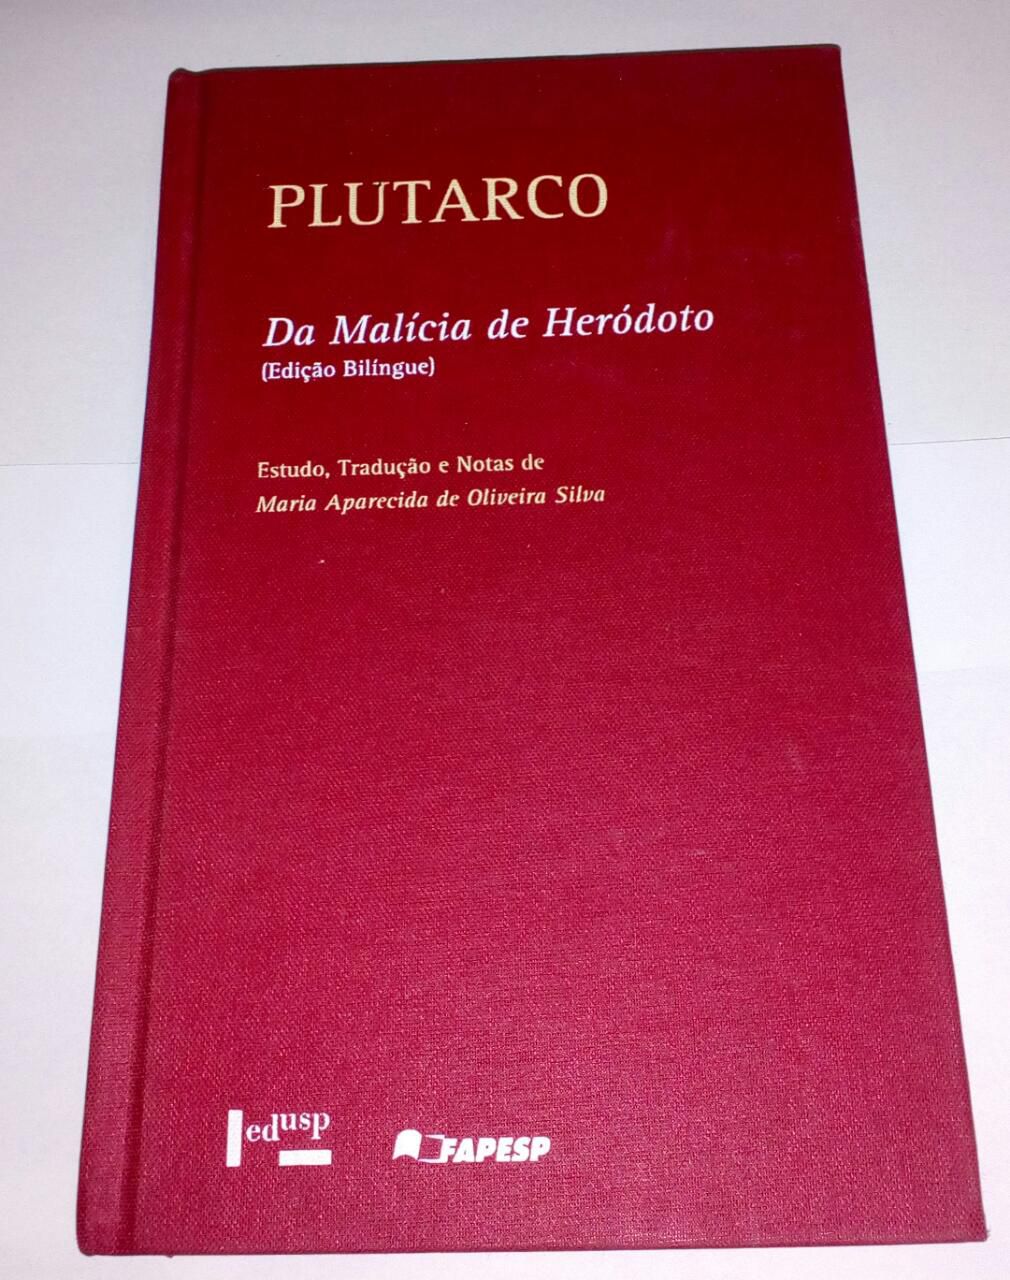 PLUTARCO
Da Malícia de Heródoto
(Edição Bilíngue)
Estudo, Tradução e Notas de
Maria Aparecida de Oliveira Silva
edusp
FAPESP